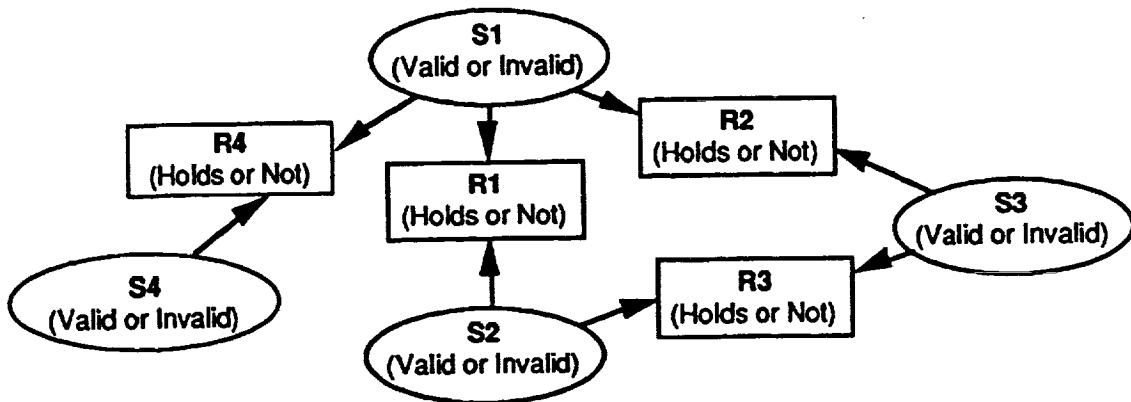 S1
(Valid or Invalid)
R2
(Holds or Not)
R4
(Holds or Not)
R1
(Holds or Not)
S3
(Valid or Invalid)
S4
(Valid or Invalid)
R3
(Holds or Not)
S2
(Valid or Invalid)